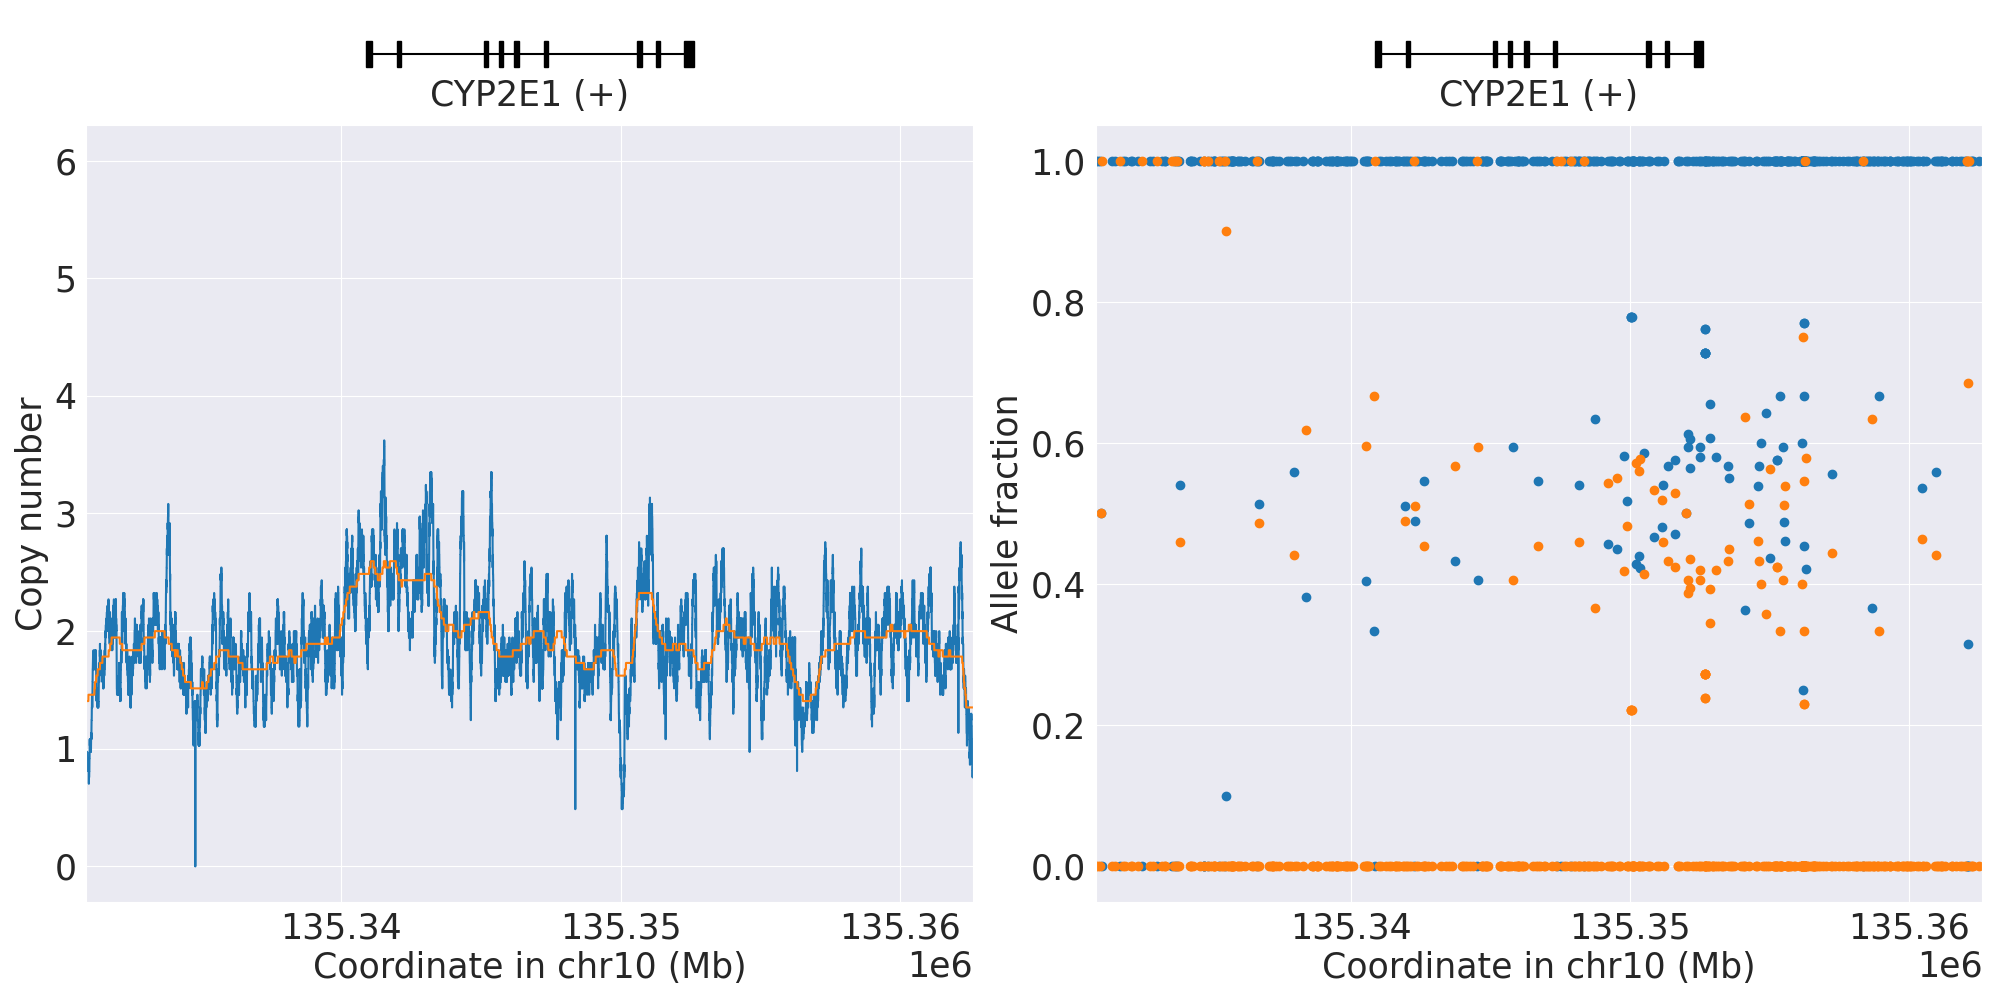 CYP2E1 (+)
CYP2E1 (+)
6
5
4
3
2
1
0
Copy number
135.34
135.35
135.36
Coordinate in chr10 (Mb)
1e6
1.0
0.8
0.6
0.4
0.2
0.0
Allele fraction
135.34
135.35
135.36
Coordinate in chr10 (Mb)
1e6